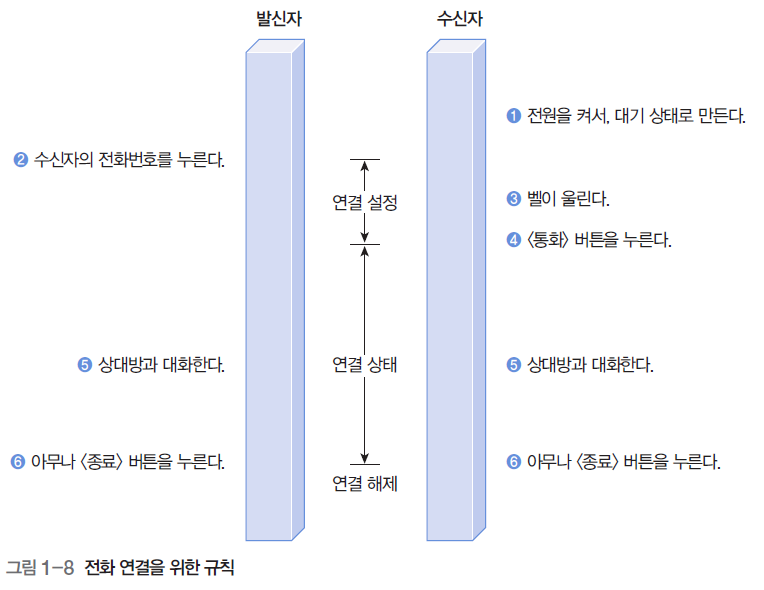 발신자
수신자
❶ 전원을 켜서, 대기 상태로 만든다.
❷ 수신자의 전화번호를 누른다.
연결 설정
❸ 벨이 울린다.
❹ 〈통화〉 버튼을 누른다.
❺ 상대방과 대화한다.
연결 상태
❺ 상대방과 대화한다.
❻ 아무나 〈종료〉 버튼을 누른다.
❻ 아무나 〈종료〉 버튼을 누른다.
연결 해제
그림 1-8 전화 연결을 위한 규칙